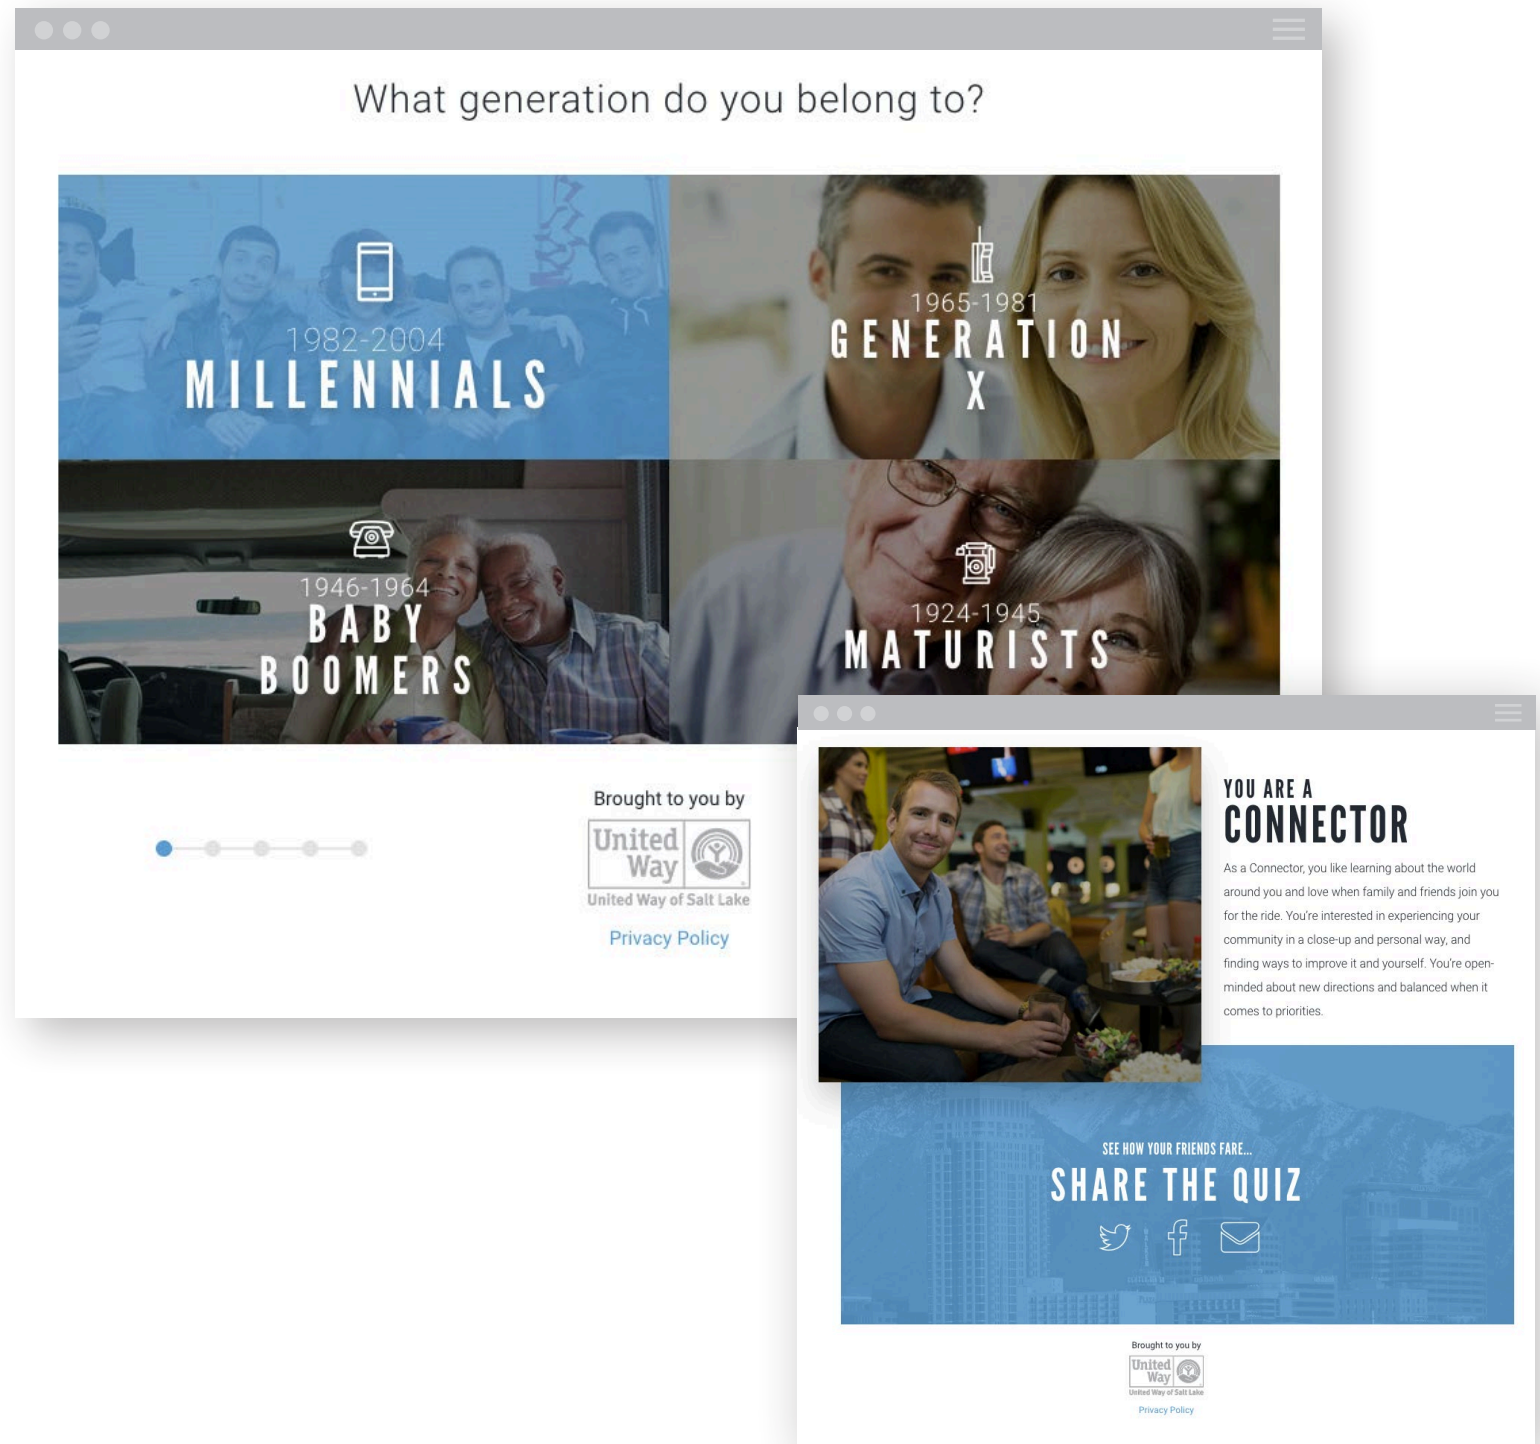 What generation do you belong to?
1982-2004
MILLENNIALS
1965-1981
GENERATION
X
1946-1964
BABY
BOOMERS
1924-1945
MATURISTS
Brought to you by
United
Way
United Way of Salt Lake
Privacy Policy
YOU ARE A
CONNECTOR
As a Connector, you like learning about the world
around you and love when family and friends join you
for the ride. You're interested in experiencing your
community in a close-up and personal way, and
finding ways to improve it and yourself. You're open-
minded about new directions and balanced when it
comes to priorities.
SEE HOW YOUR FRIENDS FARE...
SHARE THE QUIZ
Brought to you by
United
Way
United Way of Salt Lake
Privacy Policy